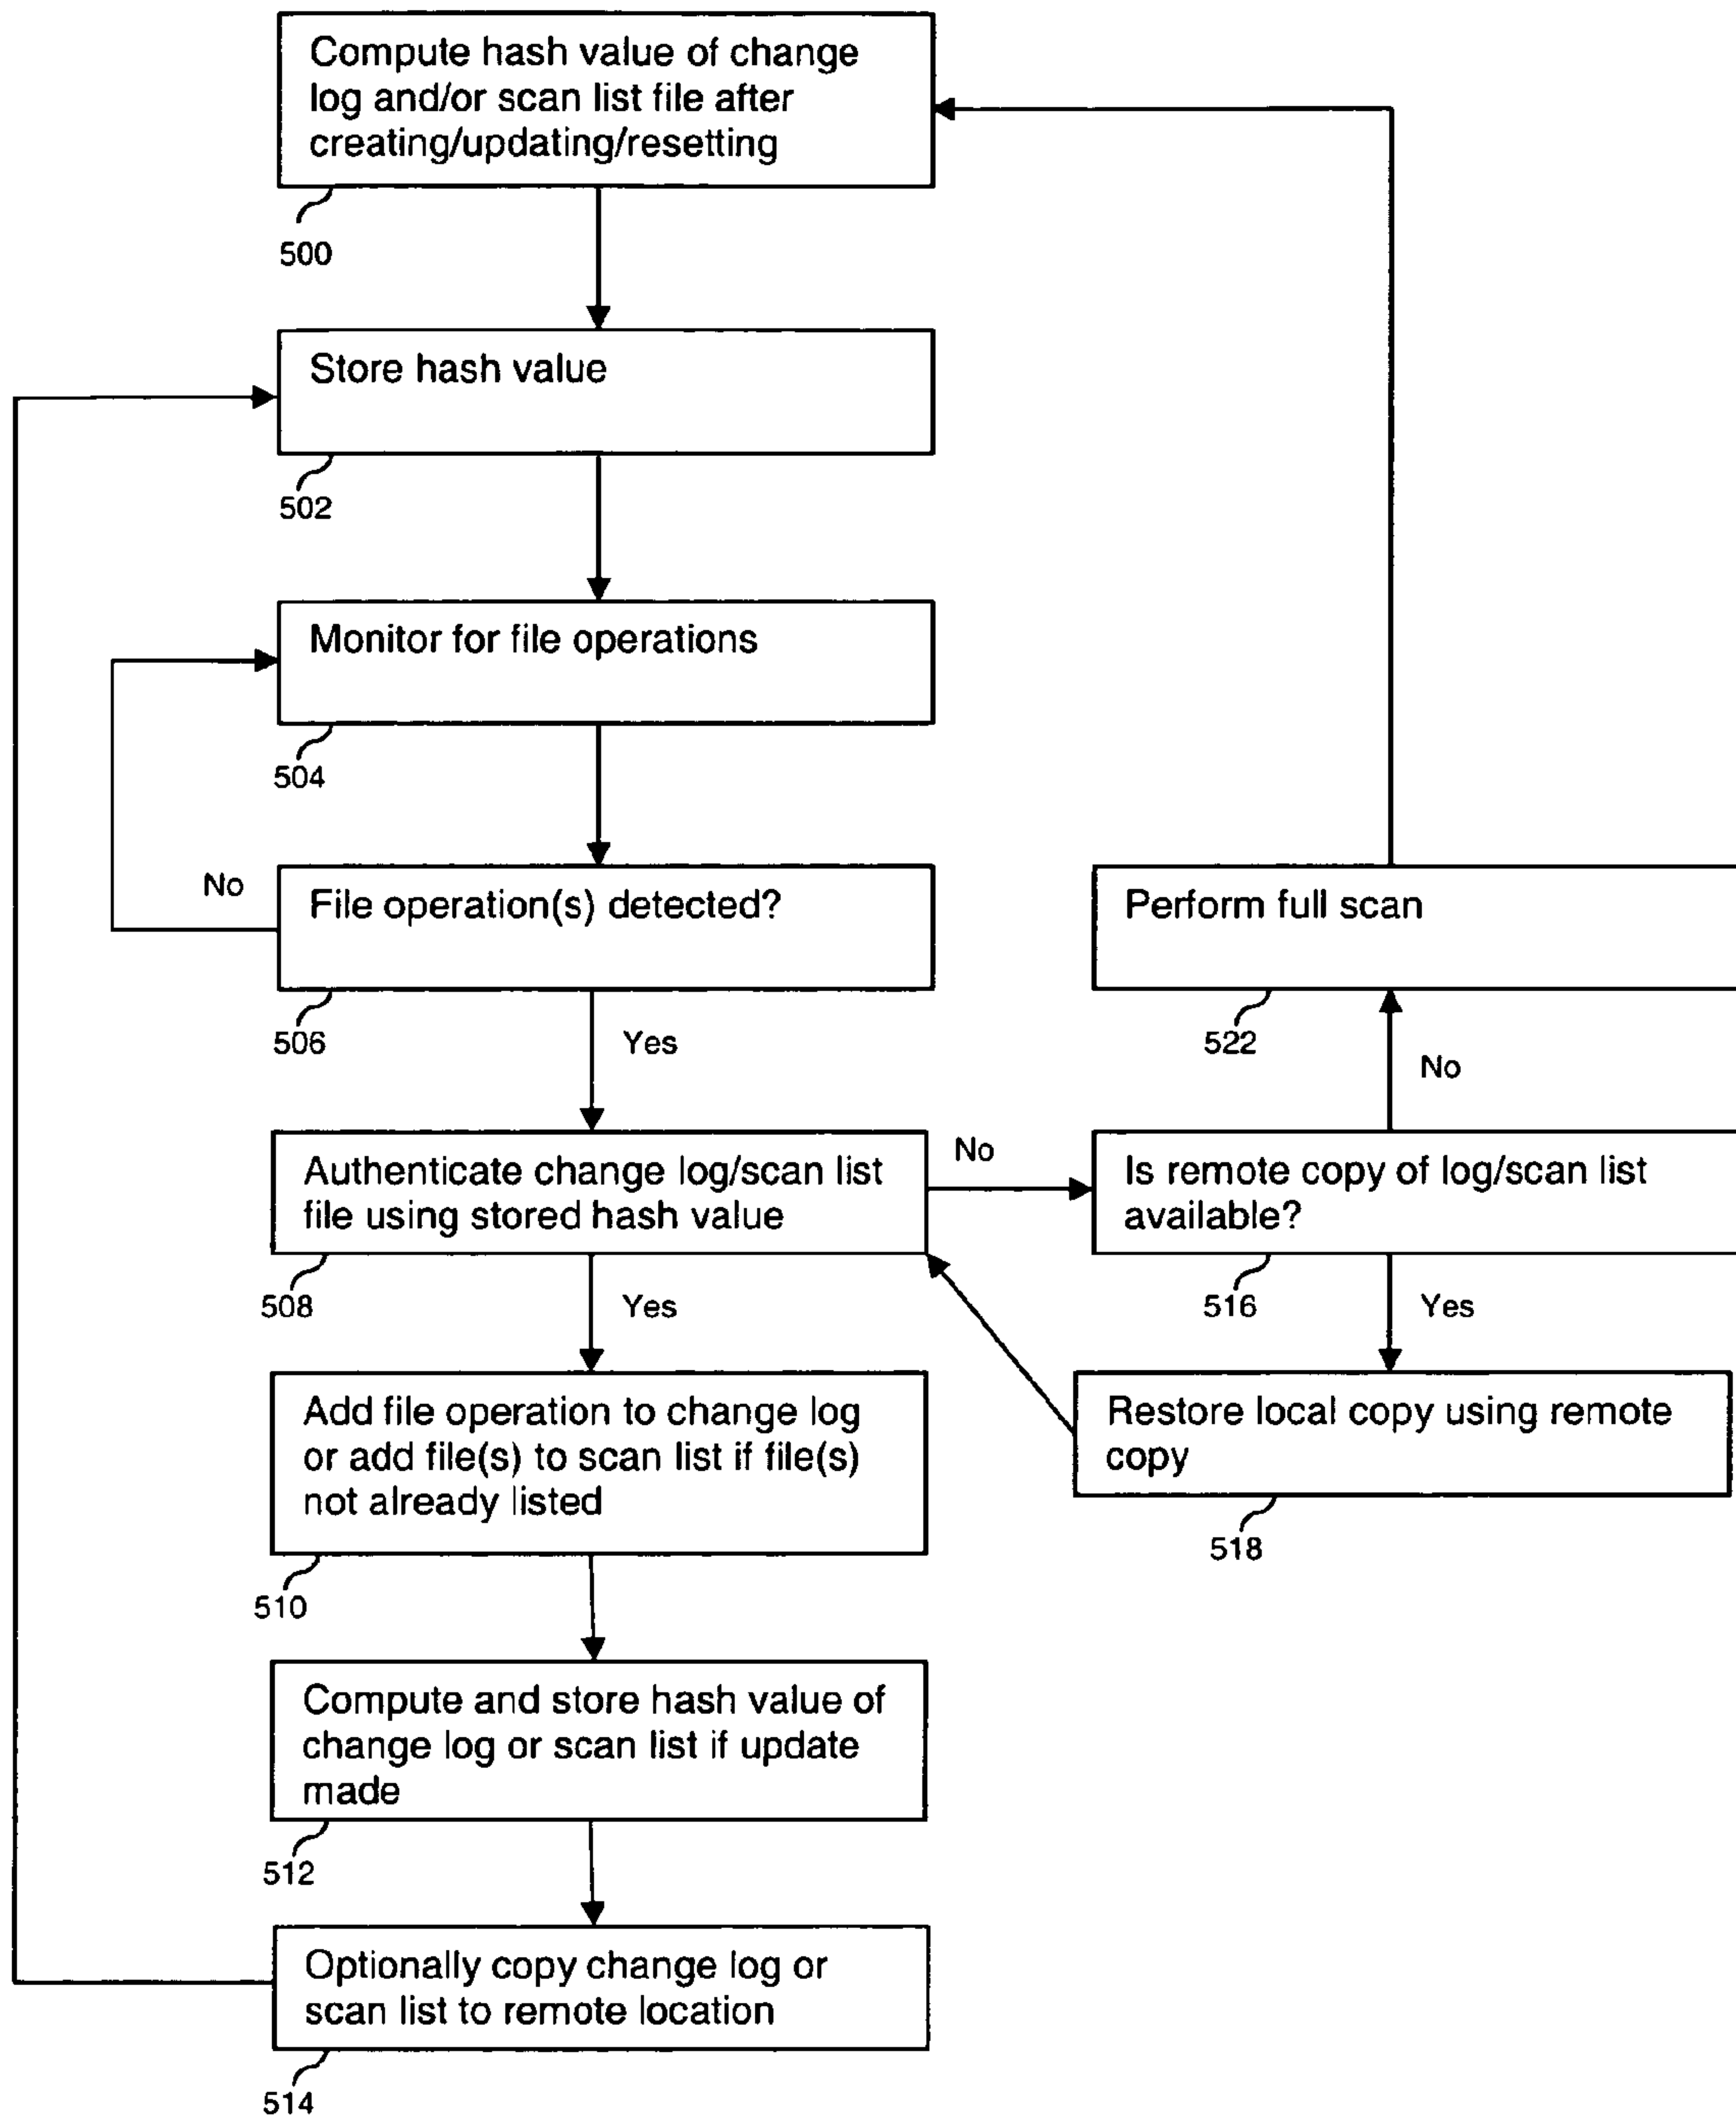 Compute hash value of change
log and/or scan list file after
creating/updating/resetting
500
Store hash value
502
Monitor for file operations
504
No
File operation(s) detected?
506
Yes
Perform full scan
522
No
Authenticate change log/scan list
file using stored hash value
508
No
Yes
Is remote copy of log/scan list
available?
516
Yes
Add file operation to change log
or add file(s) to scan list if file(s)
not already listed
510
Restore local copy using remote
copy
518
Compute and store hash value of
change log or scan list if update
made
512
Optionally copy change log or
scan list to remote location
514